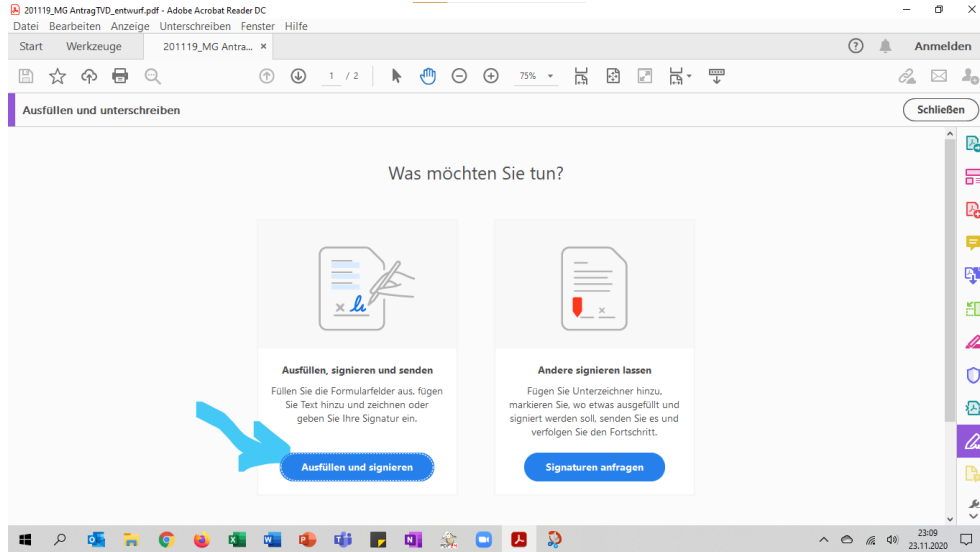 201119_MG AntragTVD_entwurf.pdf - Adobe Acrobat Reader DC
Datei Bearbeiten Anzeige Unterschreiben Fenster Hilfe
Start Werkzeuge 201119_MG Antra... × Anmelden
1 / 2 75%
Ausfüllen und unterschreiben Schließen
Was möchten Sie tun?
Ausfüllen, signieren und senden
Füllen Sie die Formularfelder aus, fügen
Sie Text hinzu und zeichnen oder
geben Sie Ihre Signatur ein.
Ausfüllen und signieren
Andere signieren lassen
Fügen Sie Unterzeichner hinzu,
markieren Sie, wo etwas ausgefüllt und
signiert werden soll, senden Sie es und
verfolgen Sie den Fortschritt.
Signaturen anfragen
23:09
23.11.2020